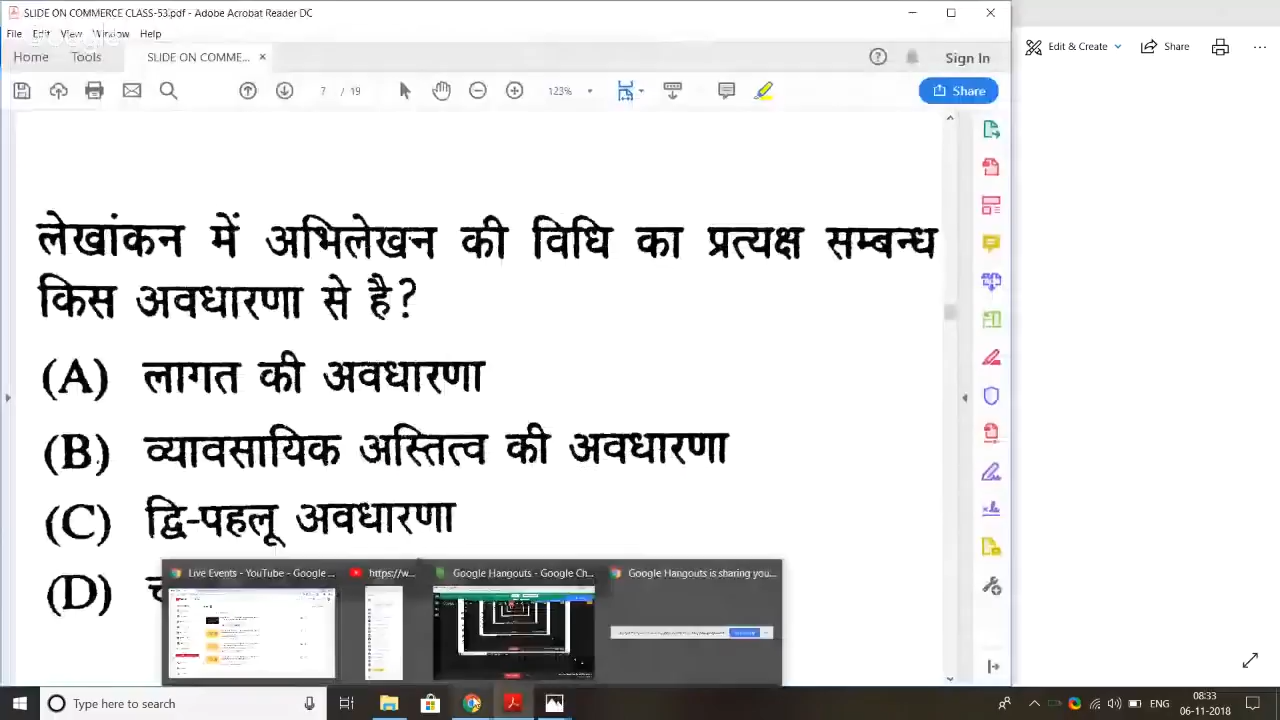 SLIDE ON COMMERCE CLASS-53.pdf - Adobe Acrobat Reader DC
File Edit View Window Help
Home Tools SLIDE ON COMME... × Sign In
Edit & Create Share
7 / 19 123% Share
लेखांकन में अभिलेखन की विधि का प्रत्यक्ष सम्बन्ध
किस अवधारणा से है?
(A) लागत की अवधारणा
(B) व्यावसायिक अस्तित्व की अवधारणा
(C) द्वि-पहलू अवधारणा
(D)
Live Events - YouTube - Google ... https://w... Google Hangouts - Google Ch... Google Hangouts is sharing you...
Type here to search
ENG 08:33
06-11-2018